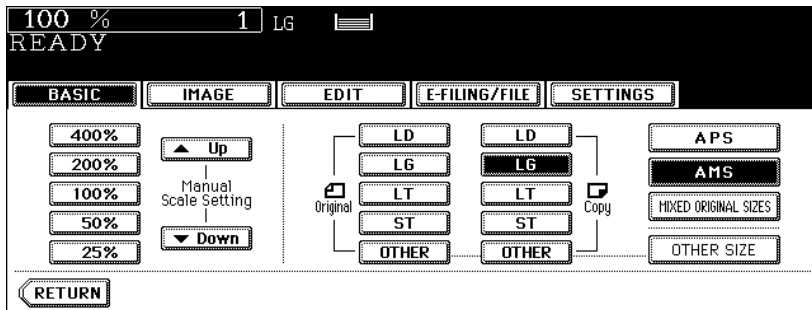 100 % 1 LG
READY
BASIC IMAGE EDIT E-FILING/FILE SETTINGS
400% LD LD APS
▲ Up
200% LG LG AMS
100% Manual Scale Setting Original LT LT Copy MIXED ORIGINAL SIZES
50% ST ST
▼ Down
25% OTHER OTHER OTHER SIZE
RETURN